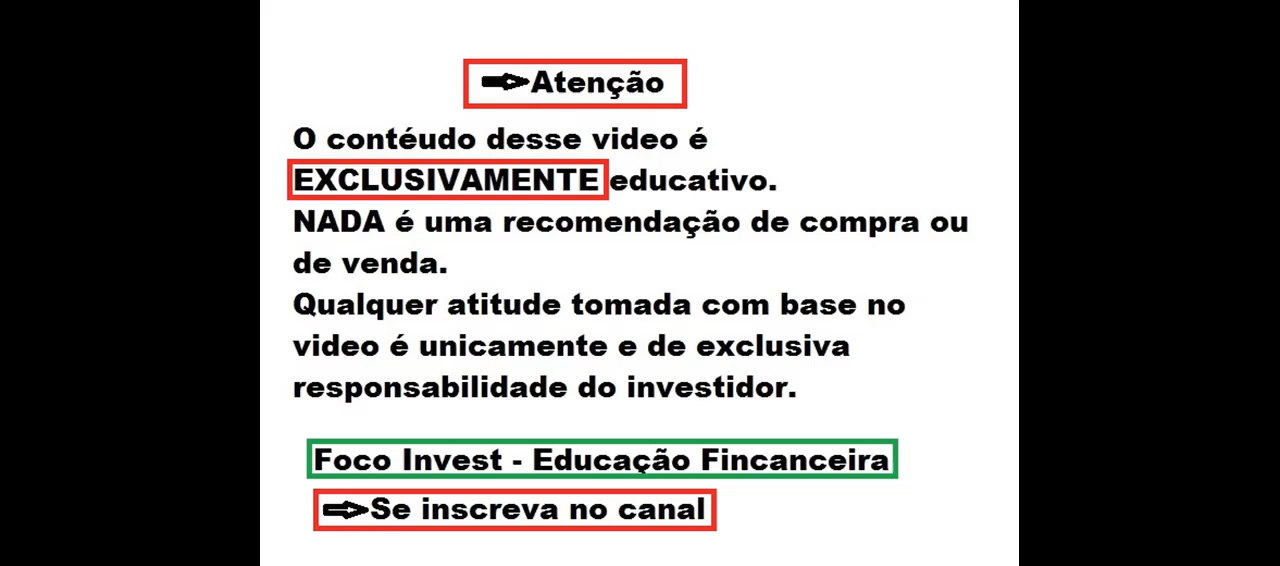 Atenção
O contéudo desse video é
EXCLUSIVAMENTE educativo.
NADA é uma recomendação de compra ou
de venda.
Qualquer atitude tomada com base no
video é unicamente e de exclusiva
responsabilidade do investidor.
Foco Invest - Educação Fincanceira
Se inscreva no canal